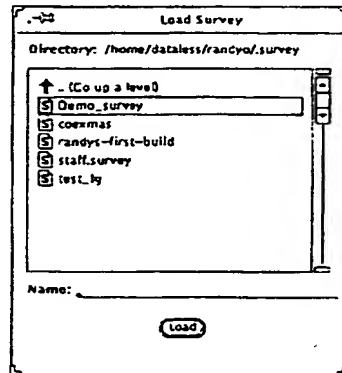 Load Survey
Directory: /home/dataless/randyo/.survey
.. (Go up a level)
Demo_survey
coexmas
randys-first-build
staff.survey
test_lg
Name:
Load